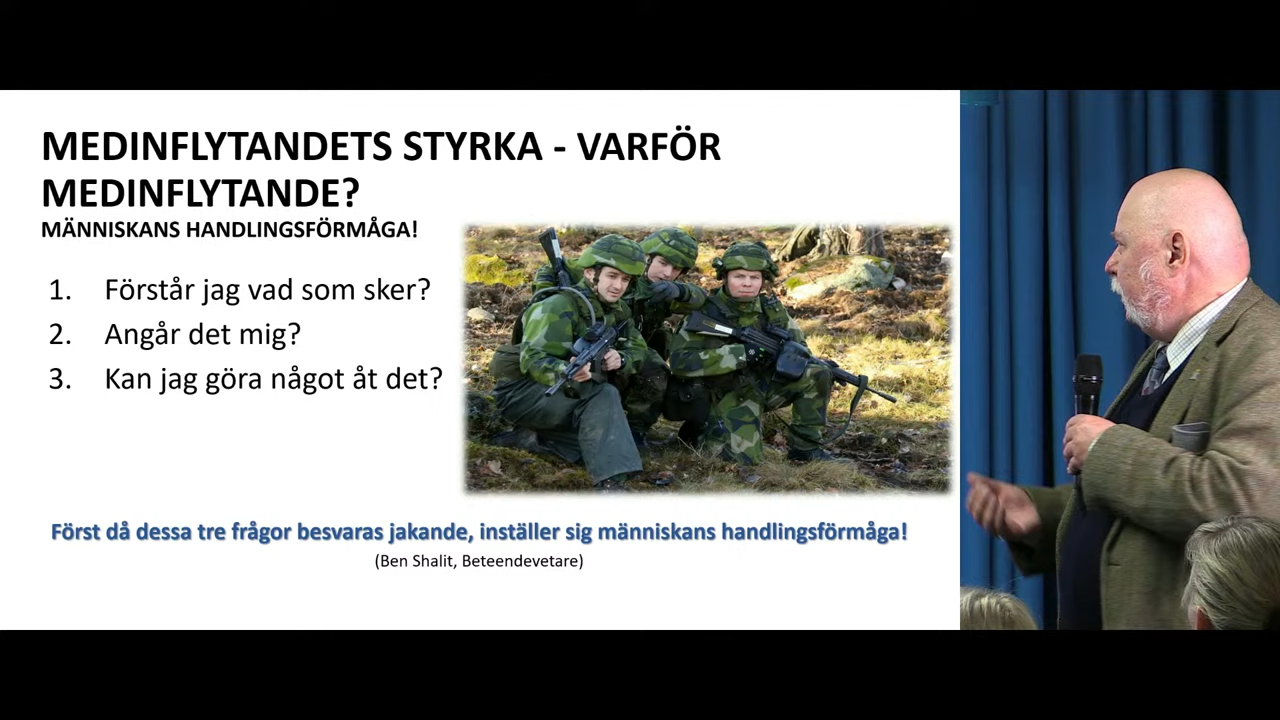 MEDINFLYTANDETS STYRKA - VARFÖR
MEDINFLYTANDE?
MÄNNISKANS HANDLINGSFÖRMÅGA!
1. Förstår jag vad som sker?
2. Angår det mig?
3. Kan jag göra något åt det?
Först då dessa tre frågor besvaras jakande, inställer sig människans handlingsförmåga!
(Ben Shalit, Beteendevetare)